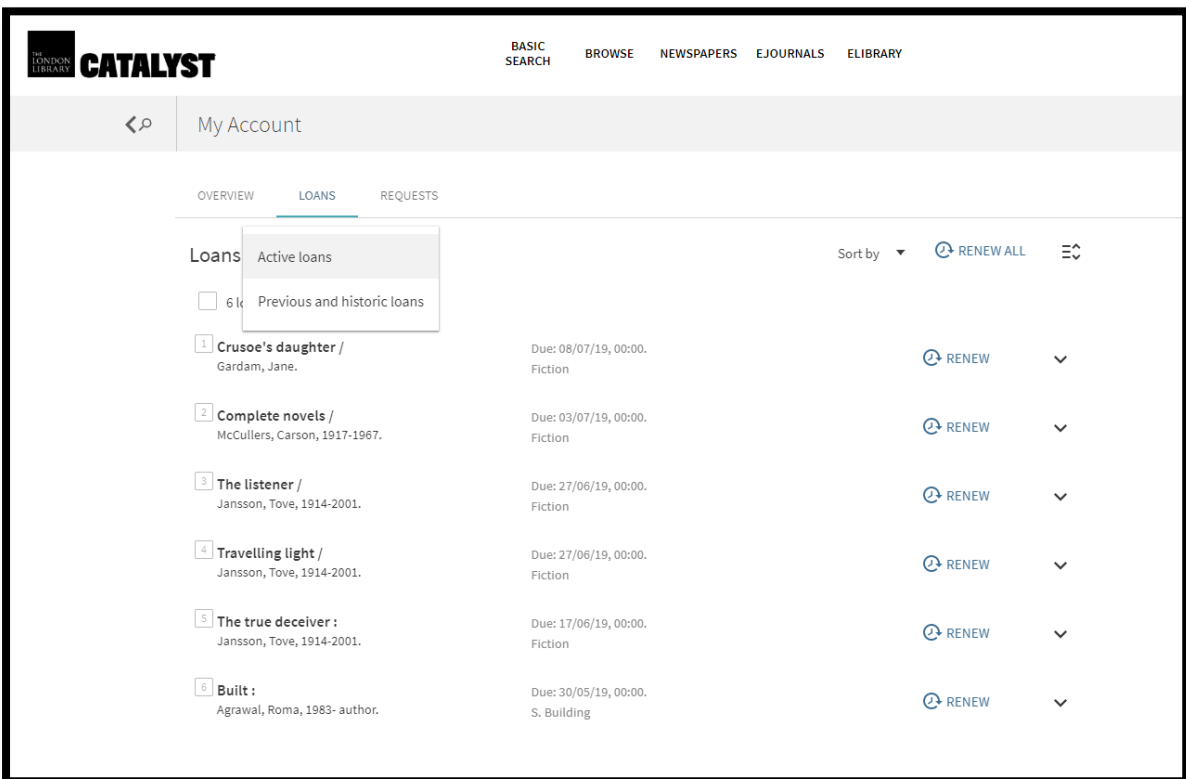 THE
LONDON
LIBRARY
CATALYST
BASIC
SEARCH
BROWSE
NEWSPAPERS
EJOURNALS
ELIBRARY
My Account
OVERVIEW
LOANS
REQUESTS
Loans
Active loans
Sort by
RENEW ALL
6 lo
Previous and historic loans
1 Crusoe's daughter /
Gardam, Jane.
Due: 08/07/19, 00:00.
Fiction
RENEW
2 Complete novels /
McCullers, Carson, 1917-1967.
Due: 03/07/19, 00:00.
Fiction
RENEW
3 The listener /
Jansson, Tove, 1914-2001.
Due: 27/06/19, 00:00.
Fiction
RENEW
4 Travelling light /
Jansson, Tove, 1914-2001.
Due: 27/06/19, 00:00.
Fiction
RENEW
5 The true deceiver :
Jansson, Tove, 1914-2001.
Due: 17/06/19, 00:00.
Fiction
RENEW
6 Built :
Agrawal, Roma, 1983- author.
Due: 30/05/19, 00:00.
S. Building
RENEW